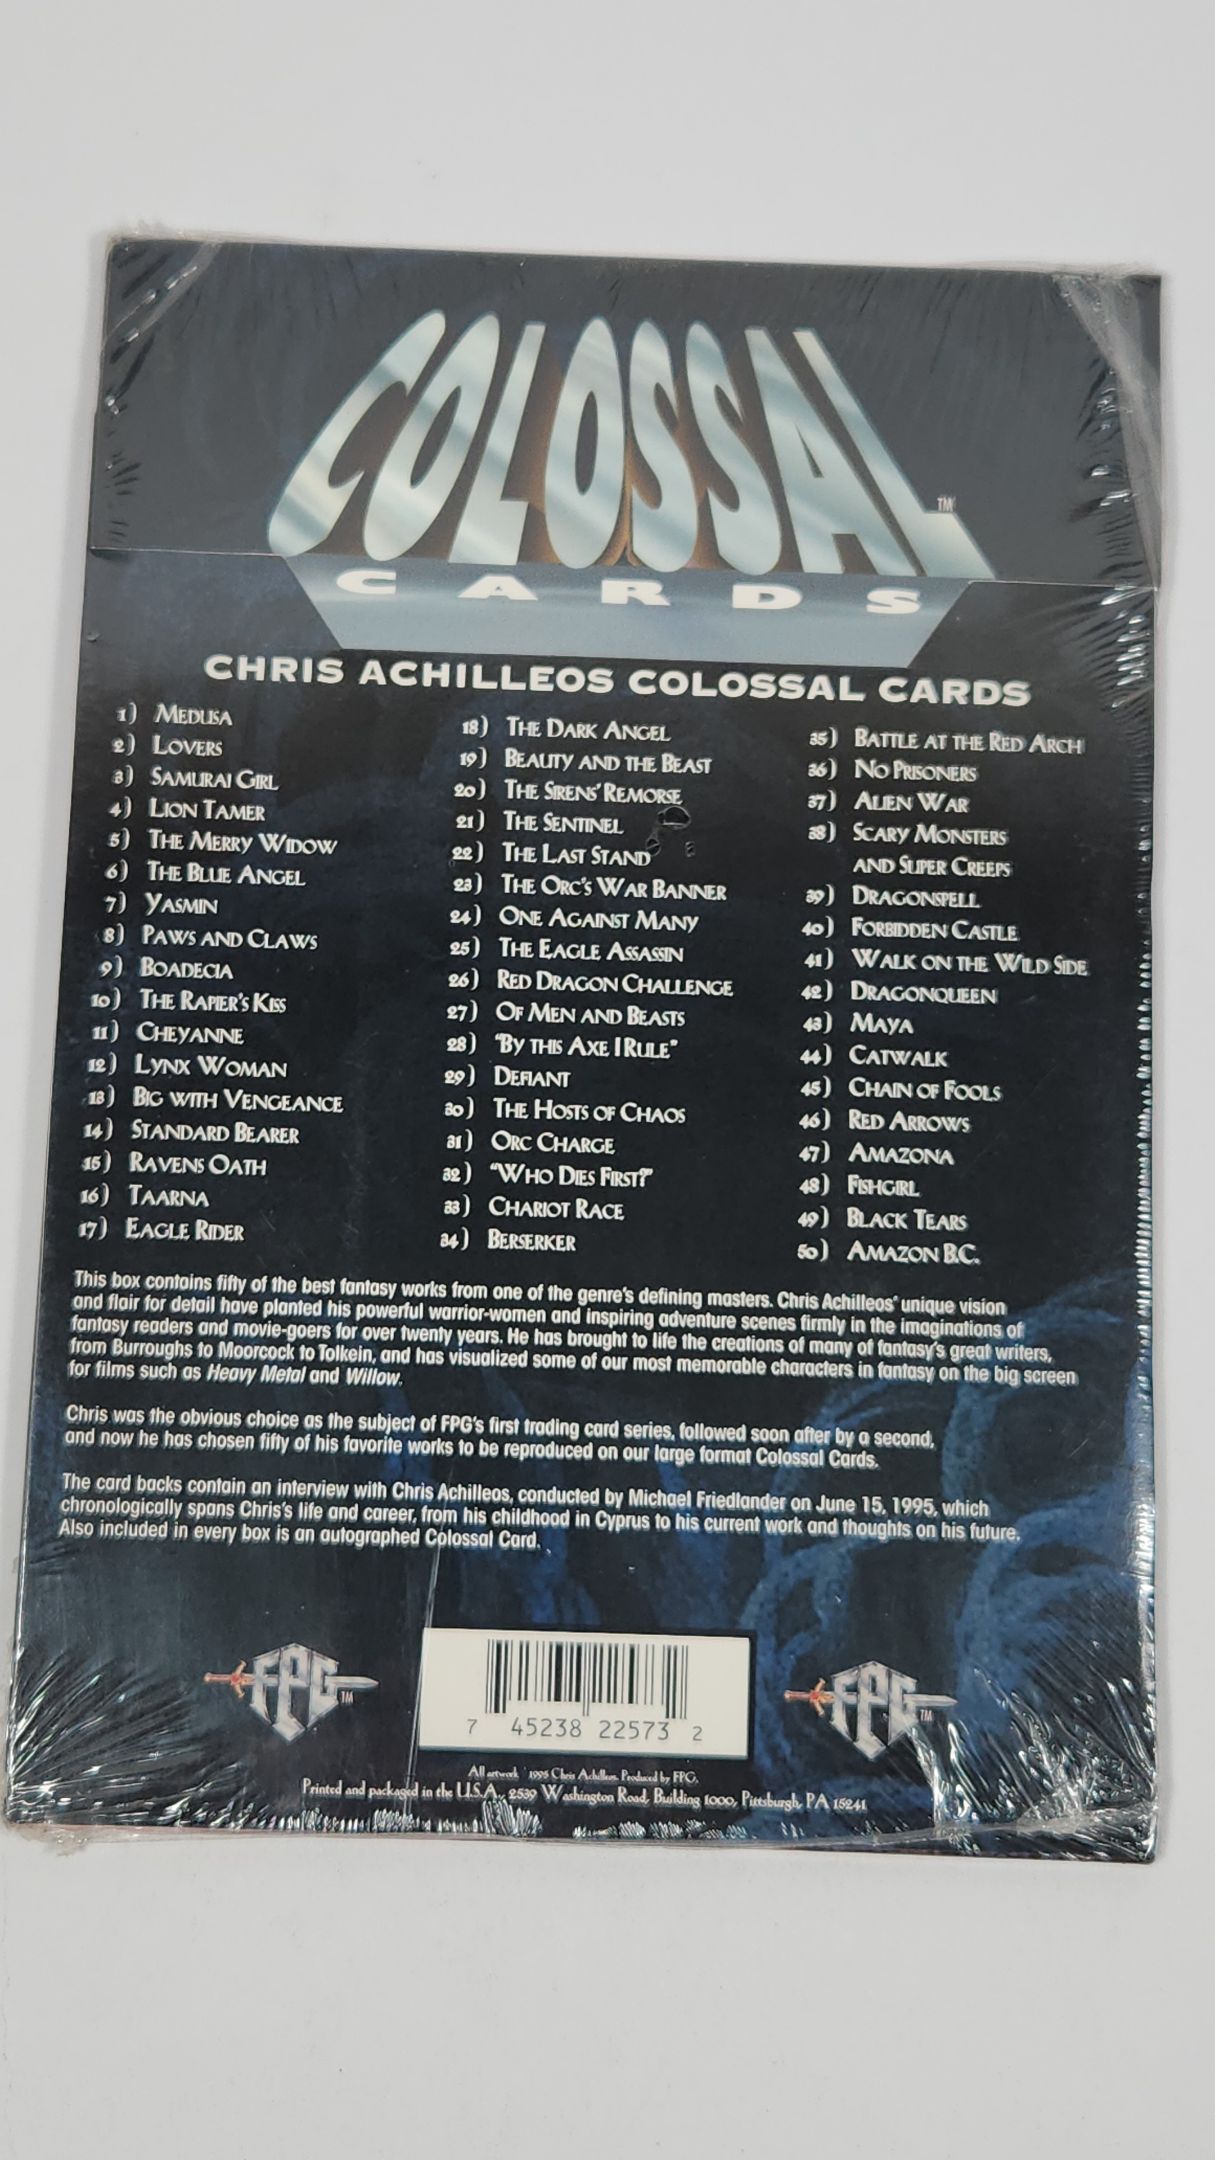 COLOSSAL™
CARDS
CHRIS ACHILLEOS COLOSSAL CARDS
1) MEDUSA
2) LOVERS
3) SAMURAI GIRL
4) LION TAMER
5) THE MERRY WIDOW
6) THE BLUE ANGEL
7) YASMIN
8) PAWS AND CLAWS
9) BOADECIA
10) THE RAPIER'S KISS
11) CHEYANNE
12) LYNX WOMAN
13) BIG WITH VENGEANCE
14) STANDARD BEARER
15) RAVENS OATH
16) TAARNA
17) EAGLE RIDER
18) THE DARK ANGEL
19) BEAUTY AND THE BEAST
20) THE SIRENS' REMORSE
21) THE SENTINEL
22) THE LAST STAND
23) THE ORC'S WAR BANNER
24) ONE AGAINST MANY
25) THE EAGLE ASSASSIN
26) RED DRAGON CHALLENGE
27) OF MEN AND BEASTS
28) "BY THIS AXE I RULE"
29) DEFIANT
30) THE HOSTS OF CHAOS
31) ORC CHARGE
32) "WHO DIES FIRST?"
33) CHARIOT RACE
34) BERSERKER
35) BATTLE AT THE RED ARCH
36) NO PRISONERS
37) ALIEN WAR
38) SCARY MONSTERS
AND SUPER CREEPS
39) DRAGONSPELL
40) FORBIDDEN CASTLE
41) WALK ON THE WILD SIDE
42) DRAGONQUEEN
43) MAYA
44) CATWALK
45) CHAIN OF FOOLS
46) RED ARROWS
47) AMAZONA
48) FISHGIRL
49) BLACK TEARS
50) AMAZON B.C.
This box contains fifty of the best fantasy works from one of the genre's defining masters. Chris Achilleos' unique vision
and flair for detail have planted his powerful warrior-women and inspiring adventure scenes firmly in the imaginations of
fantasy readers and movie-goers for over twenty years. He has brought to life the creations of many of fantasy's great writers,
from Burroughs to Moorcock to Tolkein, and has visualized some of our most memorable characters in fantasy on the big screen
for films such as Heavy Metal and Willow.
Chris was the obvious choice as the subject of FPG's first trading card series, followed soon after by a second,
and now he has chosen fifty of his favorite works to be reproduced on our large format Colossal Cards.
The card backs contain an interview with Chris Achilleos, conducted by Michael Friedlander on June 15, 1995, which
chronologically spans Chris's life and career, from his childhood in Cyprus to his current work and thoughts on his future.
Also included in every box is an autographed Colossal Card.
FPG™
7 45238 22573 2
FPG™
All artwork 1995 Chris Achilleos. Produced by FPG,
Printed and packaged in the U.S.A., 2539 Washington Road, Building 1000, Pittsburgh, PA 15241